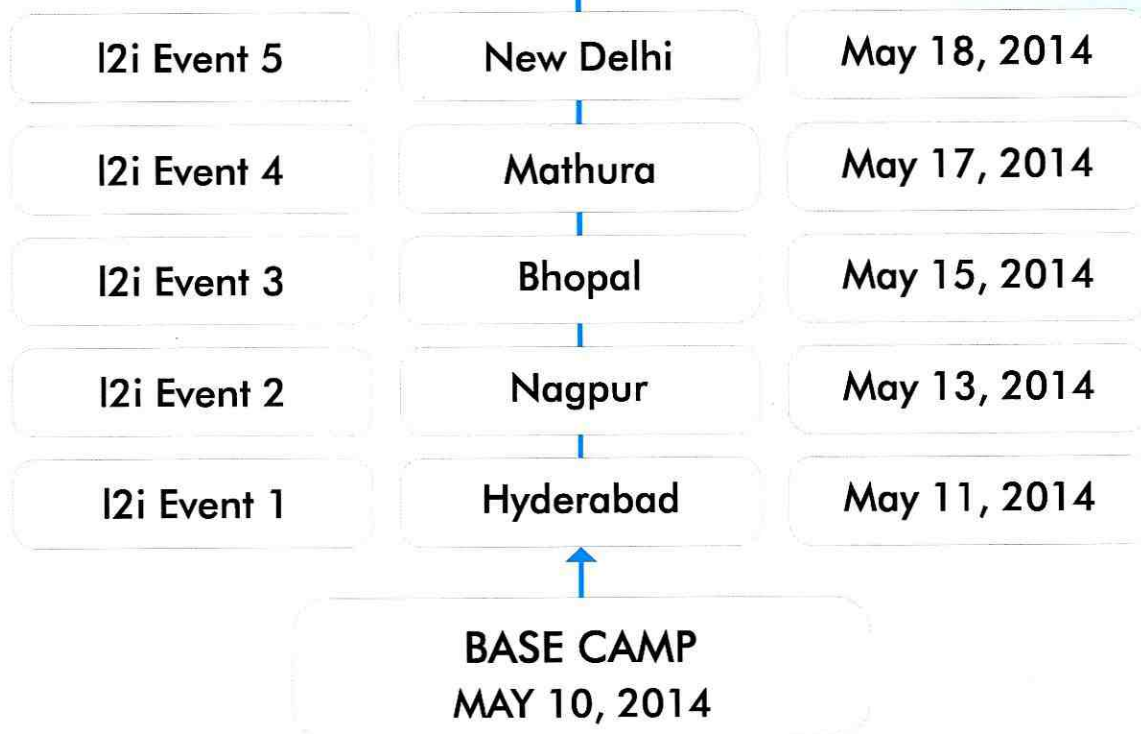 I2i Event 5 New Delhi May 18, 2014
I2i Event 4 Mathura May 17, 2014
I2i Event 3 Bhopal May 15, 2014
I2i Event 2 Nagpur May 13, 2014
I2i Event 1 Hyderabad May 11, 2014
BASE CAMP
MAY 10, 2014